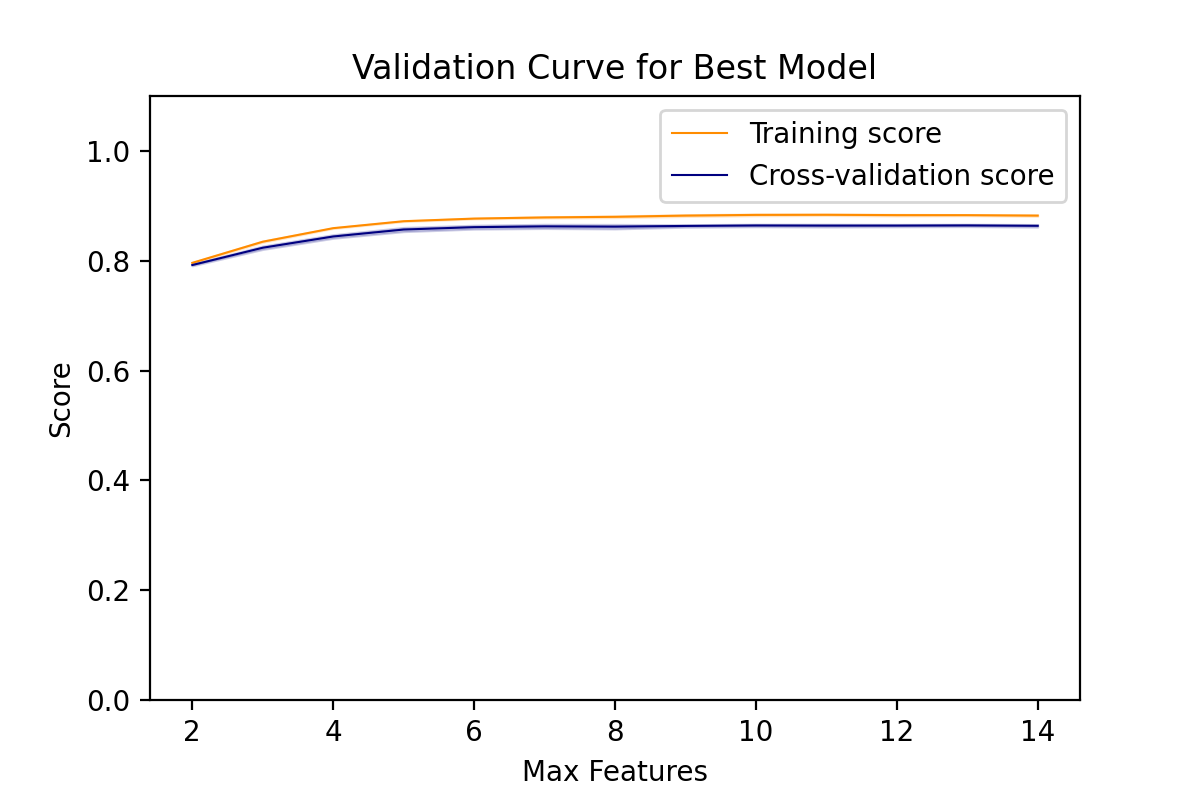 Validation Curve for Best Model
Training score
Cross-validation score
1.0
0.8
0.6
0.4
0.2
0.0
Score
2 4 6 8 10 12 14
Max Features